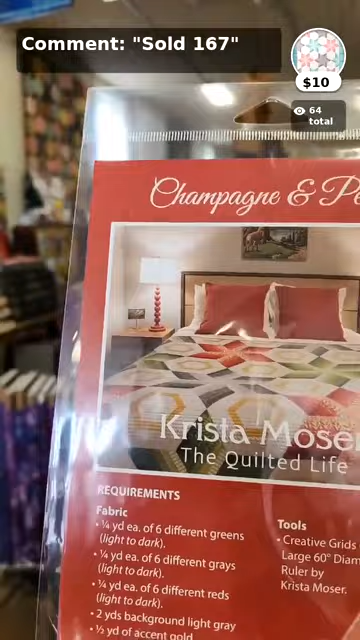 Comment: "Sold 167"
$10
64
total
Champagne & Pe
Krista Moser
The Quilted Life
REQUIREMENTS
Fabric
• ¼ yd ea. of 6 different greens
(light to dark).
• ¼ yd ea. of 6 different grays
(light to dark).
• ¼ yd ea. of 6 different reds
(light to dark).
• 2 yds background light gray
• ½ yd of accent gold
Tools
• Creative Grids
Large 60° Diam
Ruler by
Krista Moser.